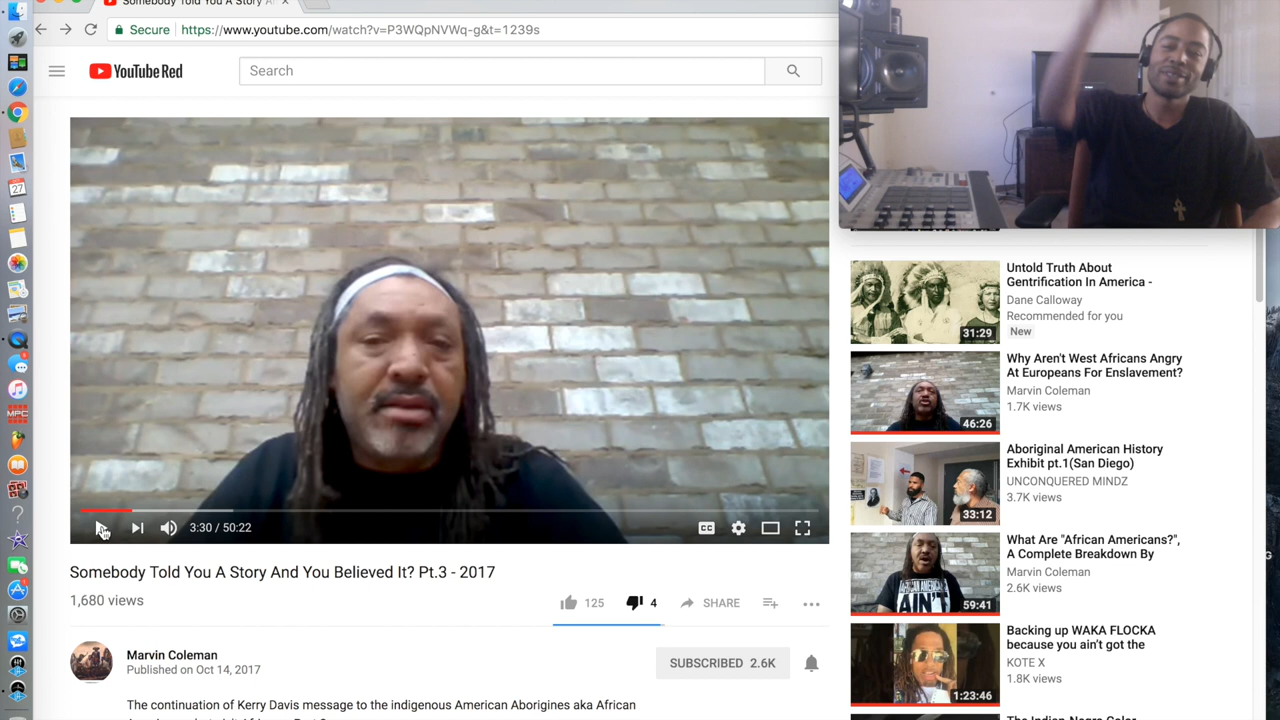 Somebody Told You A Story A
Secure https://www.youtube.com/watch?v=P3WQpNVWq-g&t=1239s
YouTube Red
Search
3:30 / 50:22
CC
Somebody Told You A Story And You Believed It? Pt.3 - 2017
1,680 views
125
4
SHARE
Marvin Coleman
Published on Oct 14, 2017
SUBSCRIBED 2.6K
The continuation of Kerry Davis message to the indigenous American Aborigines aka African
Untold Truth About
Gentrification In America -
Dane Calloway
Recommended for you
New
31:29
Why Aren't West Africans Angry
At Europeans For Enslavement?
Marvin Coleman
1.7K views
46:26
Aboriginal American History
Exhibit pt.1(San Diego)
UNCONQUERED MINDZ
3.7K views
33:12
What Are "African Americans?",
A Complete Breakdown By
Marvin Coleman
2.6K views
AIN'T
59:41
Backing up WAKA FLOCKA
because you ain't got the
KOTE X
1.8K views
1:23:46
27
MPC